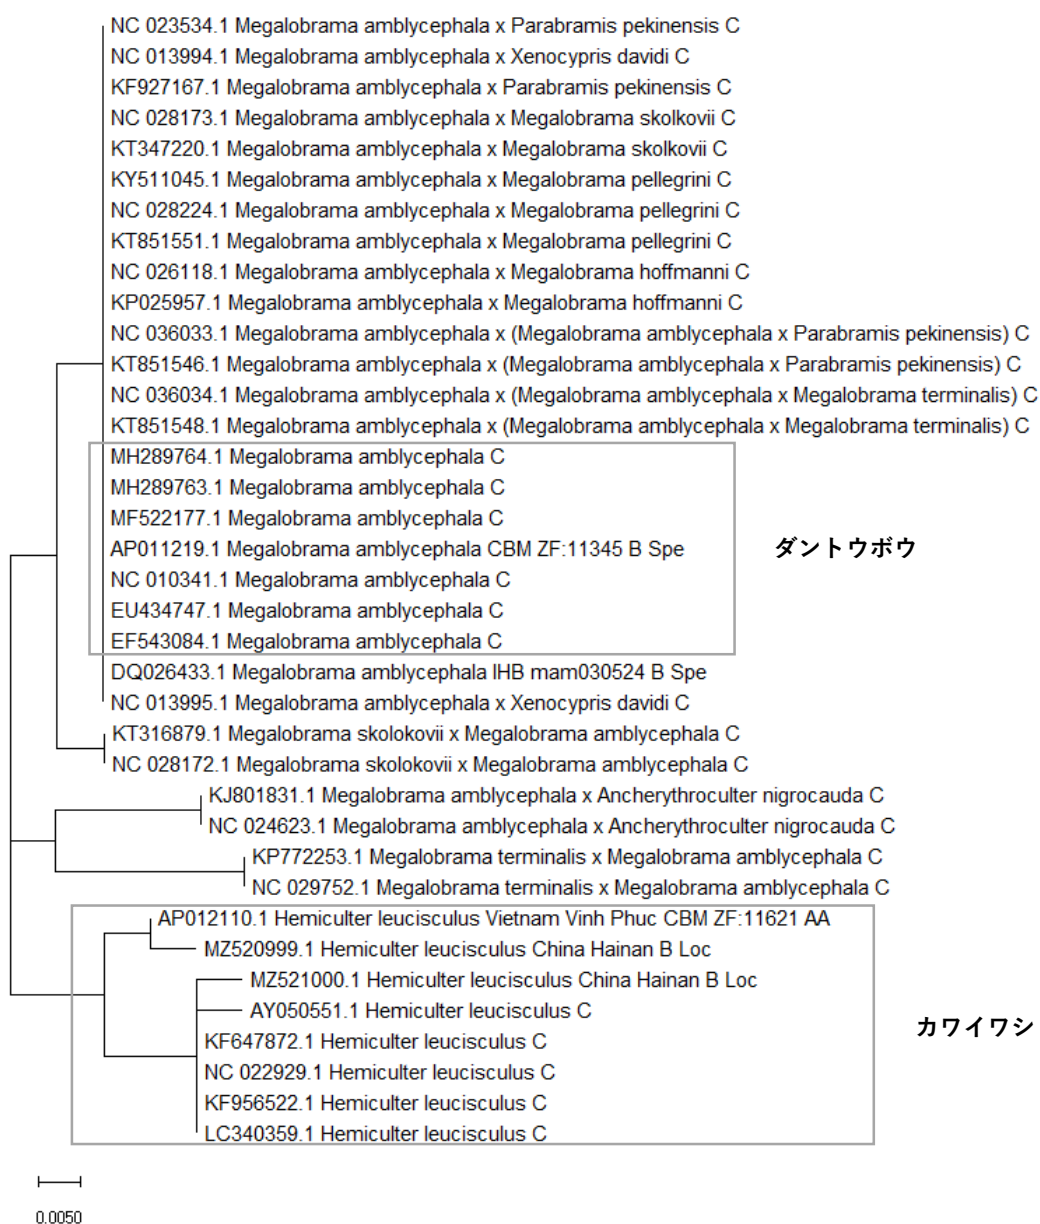 NC 023534.1 Megalobrama amblycephala x Parabramis pekinensis C
NC 013994.1 Megalobrama amblycephala x Xenocypris davidi C
KF927167.1 Megalobrama amblycephala x Parabramis pekinensis C
NC 028173.1 Megalobrama amblycephala x Megalobrama skolkovii C
KT347220.1 Megalobrama amblycephala x Megalobrama skolkovii C
KY511045.1 Megalobrama amblycephala x Megalobrama pellegrini C
NC 028224.1 Megalobrama amblycephala x Megalobrama pellegrini C
KT851551.1 Megalobrama amblycephala x Megalobrama pellegrini C
NC 026118.1 Megalobrama amblycephala x Megalobrama hoffmanni C
KP025957.1 Megalobrama amblycephala x Megalobrama hoffmanni C
NC 036033.1 Megalobrama amblycephala x (Megalobrama amblycephala x Parabramis pekinensis) C
KT851546.1 Megalobrama amblycephala x (Megalobrama amblycephala x Parabramis pekinensis) C
NC 036034.1 Megalobrama amblycephala x (Megalobrama amblycephala x Megalobrama terminalis) C
KT851548.1 Megalobrama amblycephala x (Megalobrama amblycephala x Megalobrama terminalis) C
MH289764.1 Megalobrama amblycephala C
MH289763.1 Megalobrama amblycephala C
MF522177.1 Megalobrama amblycephala C
AP011219.1 Megalobrama amblycephala CBM ZF:11345 B Spe
ダントウボウ
NC 010341.1 Megalobrama amblycephala C
EU434747.1 Megalobrama amblycephala C
EF543084.1 Megalobrama amblycephala C
DQ026433.1 Megalobrama amblycephala IHB mam030524 B Spe
NC 013995.1 Megalobrama amblycephala x Xenocypris davidi C
KT316879.1 Megalobrama skolokovii x Megalobrama amblycephala C
NC 028172.1 Megalobrama skolokovii x Megalobrama amblycephala C
KJ801831.1 Megalobrama amblycephala x Ancherythroculter nigrocauda C
NC 024623.1 Megalobrama amblycephala x Ancherythroculter nigrocauda C
KP772253.1 Megalobrama terminalis x Megalobrama amblycephala C
NC 029752.1 Megalobrama terminalis x Megalobrama amblycephala C
AP012110.1 Hemiculter leucisculus Vietnam Vinh Phuc CBM ZF:11621 AA
MZ520999.1 Hemiculter leucisculus China Hainan B Loc
MZ521000.1 Hemiculter leucisculus China Hainan B Loc
AY050551.1 Hemiculter leucisculus C
カワイワシ
KF647872.1 Hemiculter leucisculus C
NC 022929.1 Hemiculter leucisculus C
KF956522.1 Hemiculter leucisculus C
LC340359.1 Hemiculter leucisculus C
0.0050